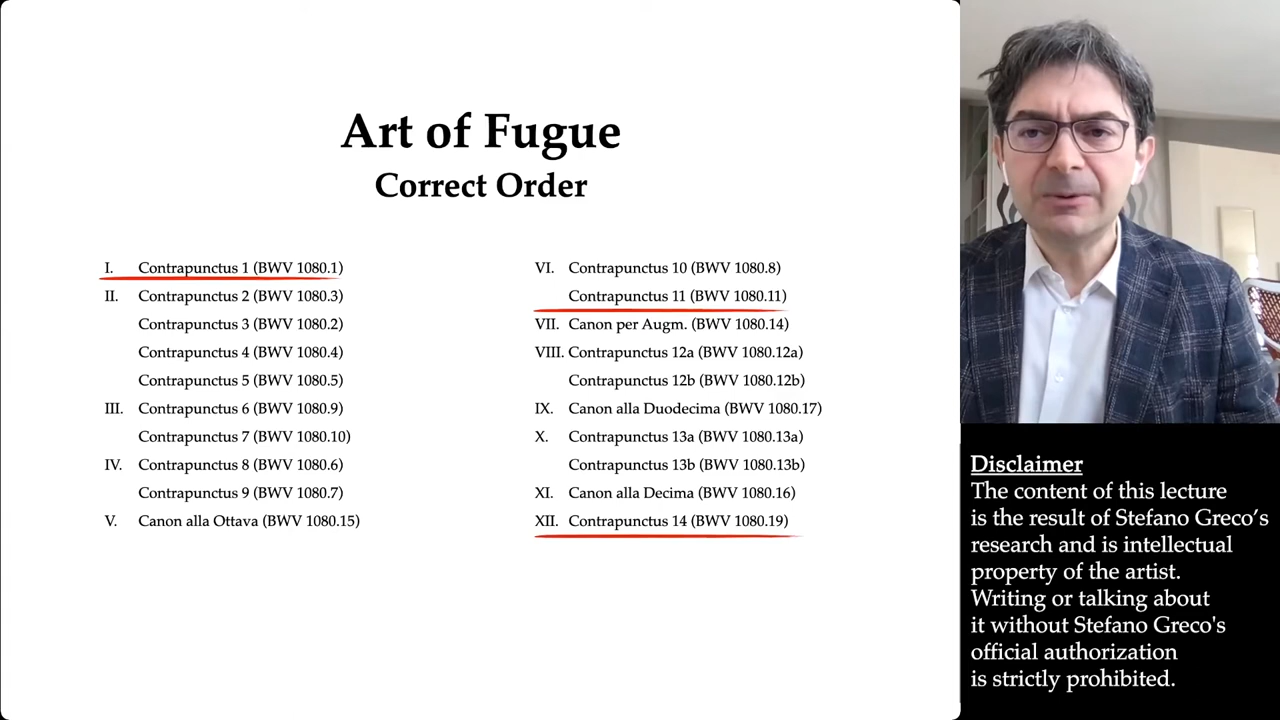 Art of Fugue
Correct Order
I. Contrapunctus 1 (BWV 1080.1)
II. Contrapunctus 2 (BWV 1080.3)
Contrapunctus 3 (BWV 1080.2)
Contrapunctus 4 (BWV 1080.4)
Contrapunctus 5 (BWV 1080.5)
III. Contrapunctus 6 (BWV 1080.9)
Contrapunctus 7 (BWV 1080.10)
IV. Contrapunctus 8 (BWV 1080.6)
Contrapunctus 9 (BWV 1080.7)
V. Canon alla Ottava (BWV 1080.15)
VI. Contrapunctus 10 (BWV 1080.8)
Contrapunctus 11 (BWV 1080.11)
VII. Canon per Augm. (BWV 1080.14)
VIII. Contrapunctus 12a (BWV 1080.12a)
Contrapunctus 12b (BWV 1080.12b)
IX. Canon alla Duodecima (BWV 1080.17)
X. Contrapunctus 13a (BWV 1080.13a)
Contrapunctus 13b (BWV 1080.13b)
XI. Canon alla Decima (BWV 1080.16)
XII. Contrapunctus 14 (BWV 1080.19)
Disclaimer
The content of this lecture
is the result of Stefano Greco’s
research and is intellectual
property of the artist.
Writing or talking about
it without Stefano Greco's
official authorization
is strictly prohibited.